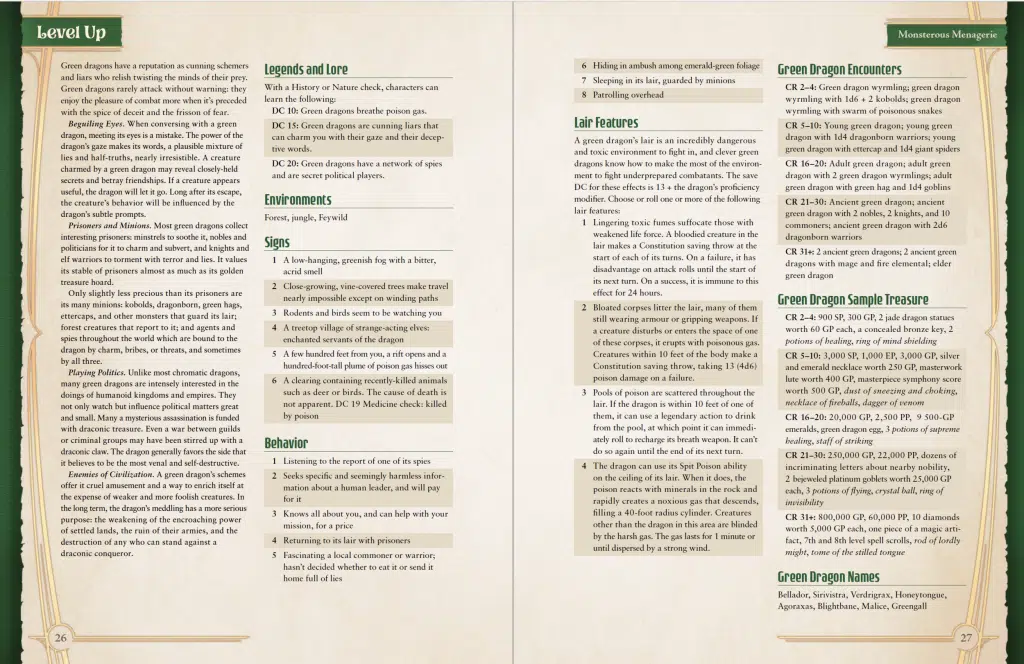 Level Up
Green dragons have a reputation as cunning schemers
and liars who relish twisting the minds of their prey.
Green dragons rarely attack without warning: they
enjoy the pleasure of combat more when it's preceded
with the spice of deceit and the frisson of fear.
Beguiling Eyes. When conversing with a green
dragon, meeting its eyes is a mistake. The power of the
dragon's gaze makes its words, a plausible mixture of
lies and half-truths, nearly irresistible. A creature
charmed by a green dragon may reveal closely-held
secrets and betray friendships. If a creature appears
useful, the dragon will let it go. Long after its escape,
the creature's behavior will be influenced by the
dragon's subtle prompts.
Prisoners and Minions. Most green dragons collect
interesting prisoners: minstrels to soothe it, nobles and
politicians for it to charm and subvert, and knights and
elf warriors to torment with terror and lies. It values
its stable of prisoners almost as much as its golden
treasure hoard.
Only slightly less precious than its prisoners are
its many minions: kobolds, dragonborn, green hags,
ettercaps, and other monsters that guard its lair;
forest creatures that report to it; and agents and
spies throughout the world which are bound to the
dragon by charm, bribes, or threats, and sometimes
by all three.
Playing Politics. Unlike most chromatic dragons,
many green dragons are intensely interested in the
doings of humanoid kingdoms and empires. They
not only watch but influence political matters great
and small. Many a mysterious assassination is funded
with draconic treasure. Even a war between guilds
or criminal groups may have been stirred up with a
draconic claw. The dragon generally favors the side that
it believes to be the most venal and self-destructive.
Enemies of Civilization. A green dragon's schemes
offer it cruel amusement and a way to enrich itself at
the expense of weaker and more foolish creatures. In
the long term, the dragon's meddling has a more serious
purpose: the weakening of the encroaching power
of settled lands, the ruin of their armies, and the
destruction of any who can stand against a
draconic conqueror.
Legends and Lore
With a History or Nature check, characters can
learn the following:
DC 10: Green dragons breathe poison gas.
DC 15: Green dragons are cunning liars that
can charm you with their gaze and their decep-
tive words.
DC 20: Green dragons have a network of spies
and are secret political players.
Environments
Forest, jungle, Feywild
Signs
1 A low-hanging, greenish fog with a bitter,
acrid smell
2 Close-growing, vine-covered trees make travel
nearly impossible except on winding paths
3 Rodents and birds seem to be watching you
4 A treetop village of strange-acting elves:
enchanted servants of the dragon
5 A few hundred feet from you, a rift opens and a
hundred-foot-tall plume of poison gas hisses out
6 A clearing containing recently-killed animals
such as deer or birds. The cause of death is
not apparent. DC 19 Medicine check: killed
by poison
Behavior
1 Listening to the report of one of its spies
2 Seeks specific and seemingly harmless infor-
mation about a human leader, and will pay
for it
3 Knows all about you, and can help with your
mission, for a price
4 Returning to its lair with prisoners
5 Fascinating a local commoner or warrior;
hasn't decided whether to eat it or send it
home full of lies
26
Monsterous Menagerie
6 Hiding in ambush among emerald-green foliage
7 Sleeping in its lair, guarded by minions
8 Patrolling overhead
Lair Features
A green dragon's lair is an incredibly dangerous
and toxic environment to fight in, and clever green
dragons know how to make the most of the environ-
ment to fight underprepared combatants. The save
DC for these effects is 13 + the dragon's proficiency
modifier. Choose or roll one or more of the following
lair features:
1 Lingering toxic fumes suffocate those with
weakened life force. A bloodied creature in the
lair makes a Constitution saving throw at the
start of each of its turns. On a failure, it has
disadvantage on attack rolls until the start of
its next turn. On a success, it is immune to this
effect for 24 hours.
2 Bloated corpses litter the lair, many of them
still wearing armour or gripping weapons. If
a creature disturbs or enters the space of one
of these corpses, it erupts with poisonous gas.
Creatures within 10 feet of the body make a
Constitution saving throw, taking 13 (4d6)
poison damage on a failure.
3 Pools of poison are scattered throughout the
lair. If the dragon is within 10 feet of one of
them, it can use a legendary action to drink
from the pool, at which point it can immedi-
ately roll to recharge its breath weapon. It can't
do so again until the end of its next turn.
4 The dragon can use its Spit Poison ability
on the ceiling of its lair. When it does, the
poison reacts with minerals in the rock and
rapidly creates a noxious gas that descends,
filling a 40-foot radius cylinder. Creatures
other than the dragon in this area are blinded
by the harsh gas. The gas lasts for 1 minute or
until dispersed by a strong wind.
Green Dragon Encounters
CR 2–4: Green dragon wyrmling; green dragon
wyrmling with 1d6 + 2 kobolds; green dragon
wyrmling with swarm of poisonous snakes
CR 5–10: Young green dragon; young green
dragon with 1d4 dragonborn warriors; young
green dragon with ettercap and 1d4 giant spiders
CR 16–20: Adult green dragon; adult green
dragon with 2 green dragon wyrmlings; adult
green dragon with green hag and 1d4 goblins
CR 21–30: Ancient green dragon; ancient
green dragon with 2 nobles, 2 knights, and 10
commoners; ancient green dragon with 2d6
dragonborn warriors
CR 31+: 2 ancient green dragons; 2 ancient green
dragons with mage and fire elemental; elder
green dragon
Green Dragon Sample Treasure
CR 2–4: 900 SP, 300 GP, 2 jade dragon statues
worth 60 GP each, a concealed bronze key, 2
potions of healing, ring of mind shielding
CR 5–10: 3,000 SP, 1,000 EP, 3,000 GP, silver
and emerald necklace worth 250 GP, masterwork
lute worth 400 GP, masterpiece symphony score
worth 500 GP, dust of sneezing and choking,
necklace of fireballs, dagger of venom
CR 16–20: 20,000 GP, 2,500 PP, 9 500-GP
emeralds, green dragon egg, 3 potions of supreme
healing, staff of striking
CR 21–30: 250,000 GP, 22,000 PP, dozens of
incriminating letters about nearby nobility,
2 bejeweled platinum goblets worth 25,000 GP
each, 3 potions of flying, crystal ball, ring of
invisibility
CR 31+: 800,000 GP, 60,000 PP, 10 diamonds
worth 5,000 GP each, one piece of a magic arti-
fact, 7th and 8th level spell scrolls, rod of lordly
might, tome of the stilled tongue
Green Dragon Names
Bellador, Sirivistra, Verdrigrax, Honeytongue,
Agoraxas, Blightbane, Malice, Greengall
27